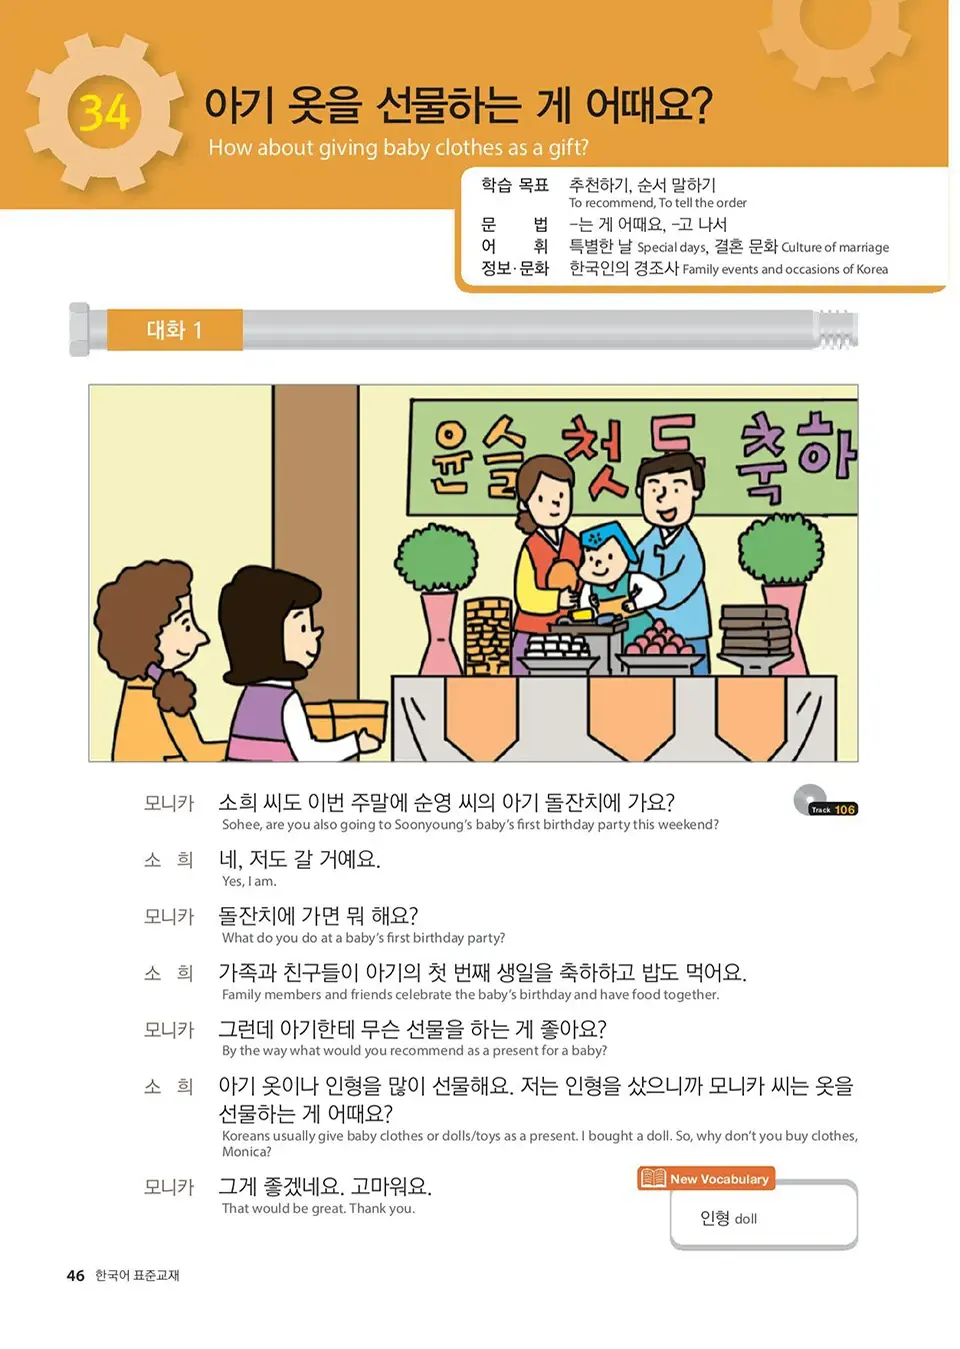 34
아기 옷을 선물하는 게 어때요?
How about giving baby clothes as a gift?
학습 목표 추천하기, 순서 말하기
To recommend, To tell the order
문 법 -는 게 어때요, -고 나서
어 휘 특별한 날 Special days, 결혼 문화 Culture of marriage
정보·문화 한국인의 경조사 Family events and occasions of Korea
대화 1
윤슬 첫 돌 축하
모니카 소희 씨도 이번 주말에 순영 씨의 아기 돌잔치에 가요?
Track 106
Sohee, are you also going to Soonyoung's baby's first birthday party this weekend?
소 희 네, 저도 갈 거예요.
Yes, I am.
모니카 돌잔치에 가면 뭐 해요?
What do you do at a baby's first birthday party?
소 희 가족과 친구들이 아기의 첫 번째 생일을 축하하고 밥도 먹어요.
Family members and friends celebrate the baby's birthday and have food together.
모니카 그런데 아기한테 무슨 선물을 하는 게 좋아요?
By the way what would you recommend as a present for a baby?
소 희 아기 옷이나 인형을 많이 선물해요. 저는 인형을 샀으니까 모니카 씨는 옷을
선물하는 게 어때요?
Koreans usually give baby clothes or dolls/toys as a present. I bought a doll. So, why don't you buy clothes,
Monica?
모니카 그게 좋겠네요. 고마워요.
That would be great. Thank you.
New Vocabulary
인형 doll
46 한국어 표준교재